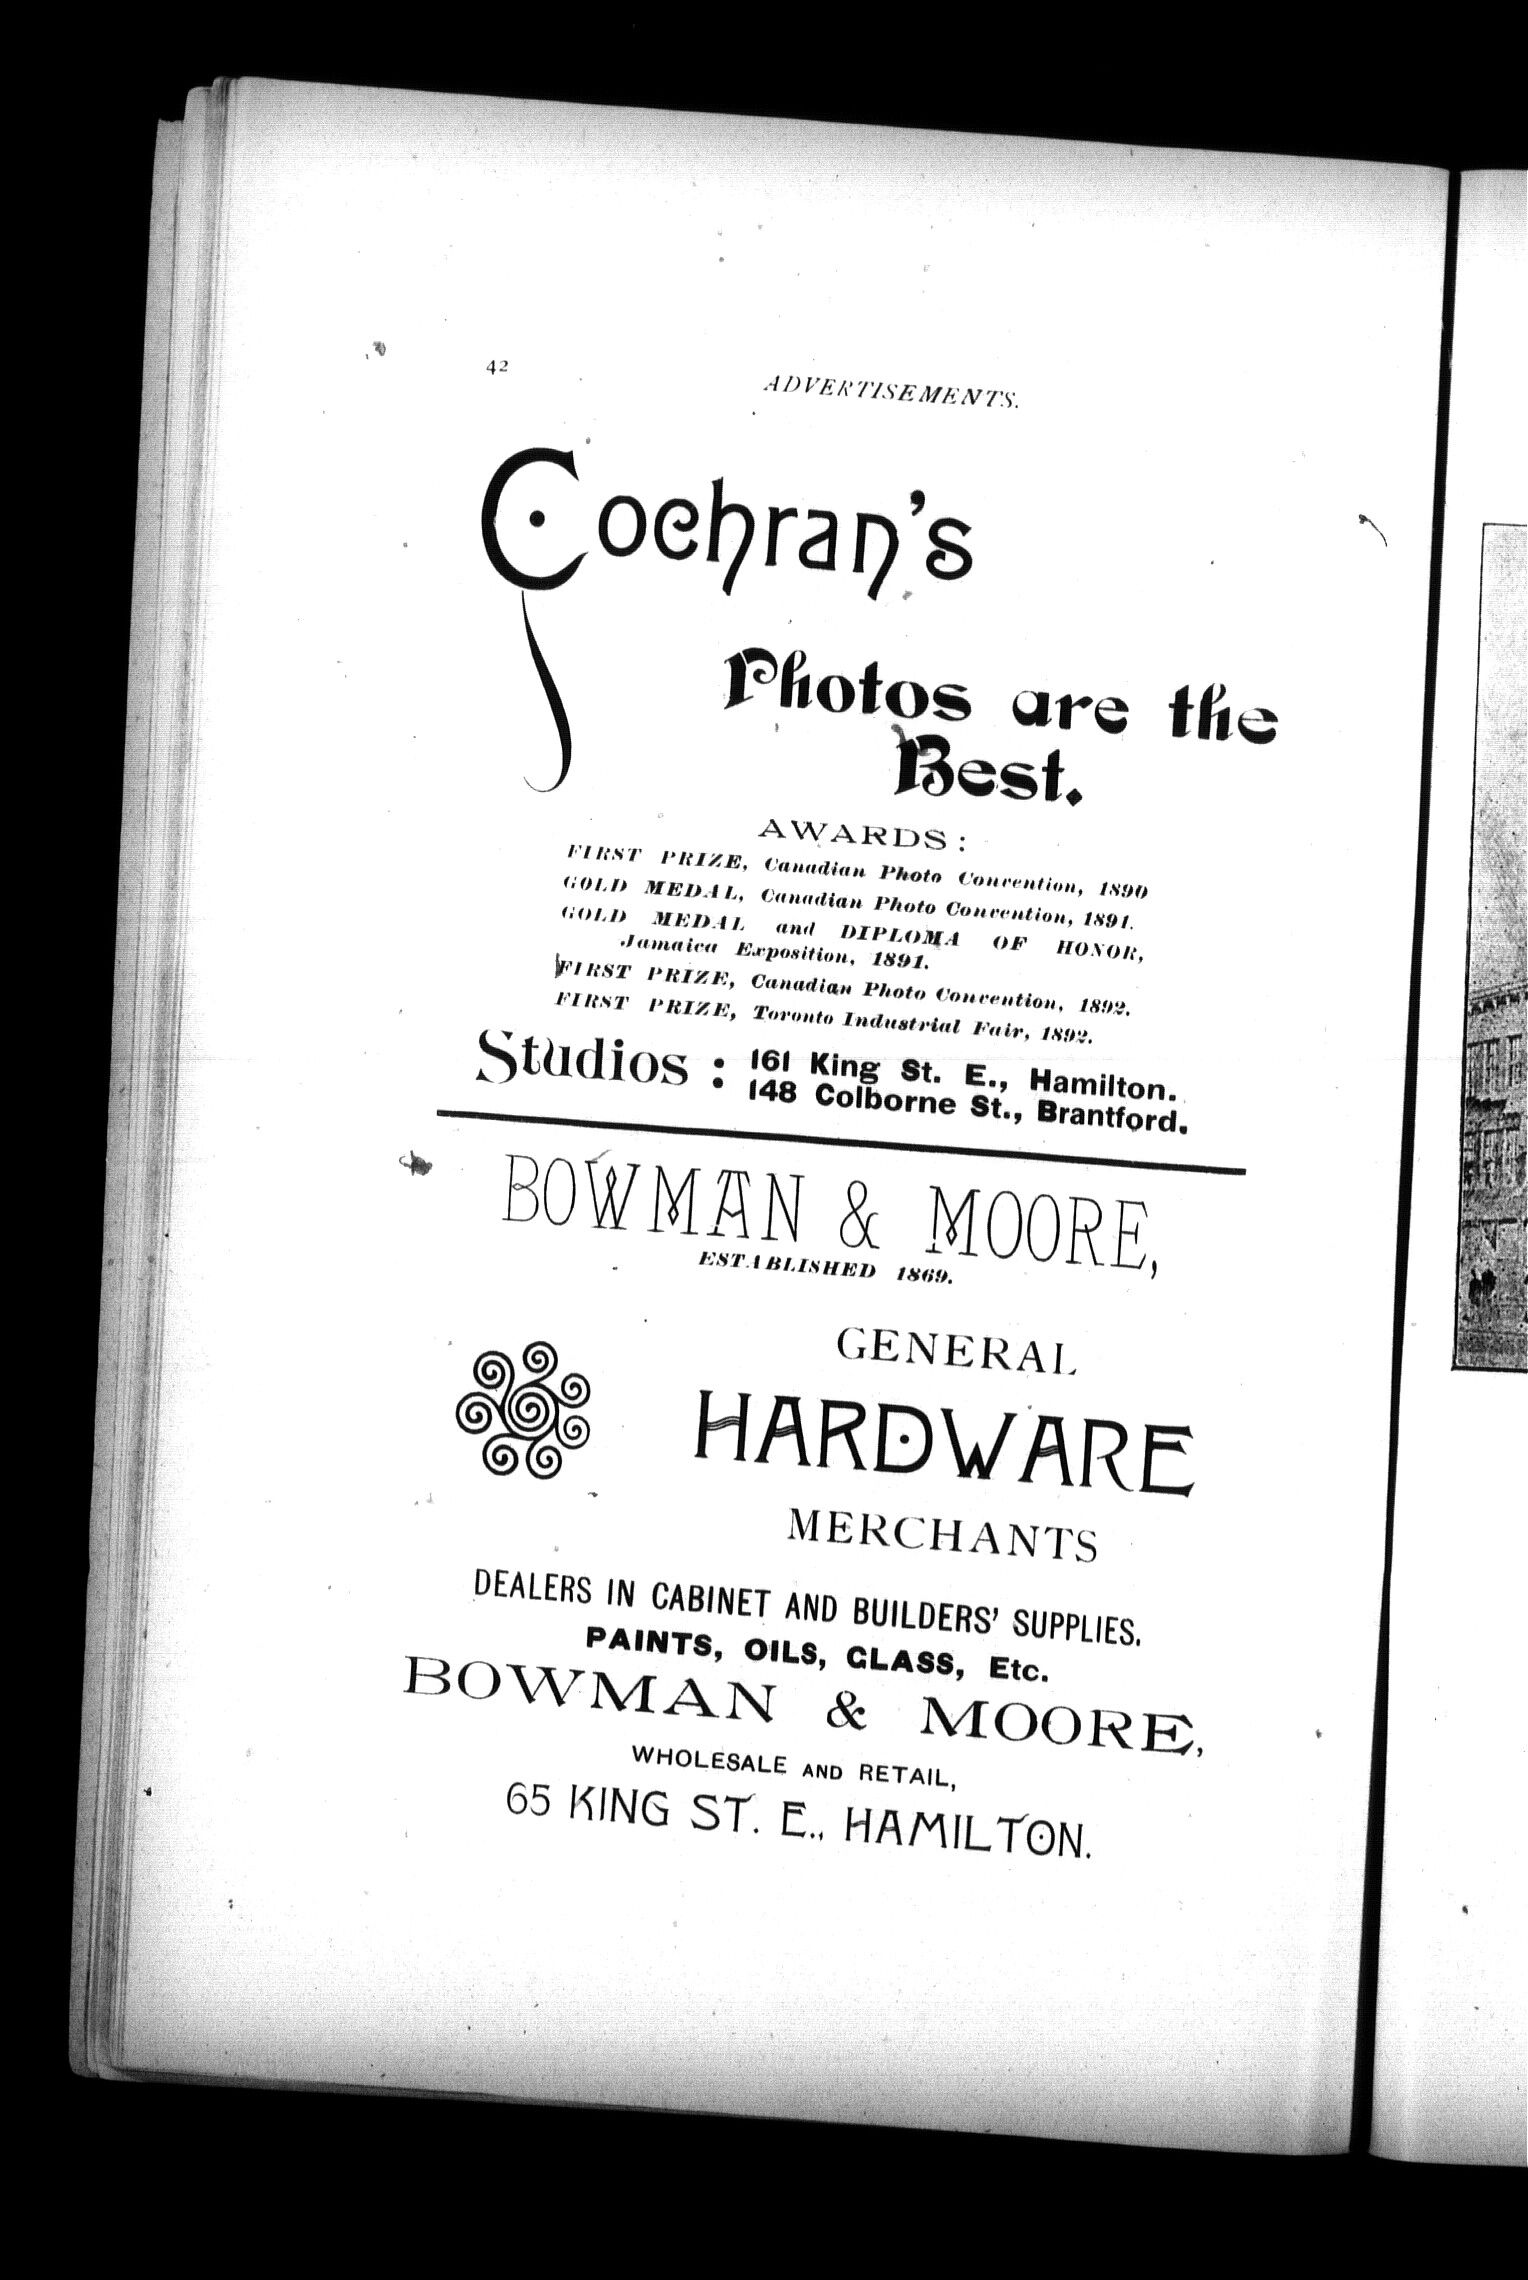 42
ADVERTISEMENTS.
Cochran's
Photos are the
Best.
AWARDS:
FIRST PRIZE, Canadian Photo Convention, 1890
GOLD MEDAL, Canadian Photo Convention, 1891.
GOLD MEDAL and DIPLOMA OF HONOR,
Jamaica Exposition, 1891.
FIRST PRIZE, Canadian Photo Convention, 1892.
FIRST PRIZE, Toronto Industrial Fair, 1892.
Studios: 161 King St. E., Hamilton.
148 Colborne St., Brantford.
BOWMAN & MOORE,
ESTABLISHED 1869.
GENERAL
HARDWARE
MERCHANTS
DEALERS IN CABINET AND BUILDERS' SUPPLIES.
PAINTS, OILS, GLASS, Etc.
BOWMAN & MOORE,
WHOLESALE AND RETAIL,
65 KING ST. E., HAMILTON.